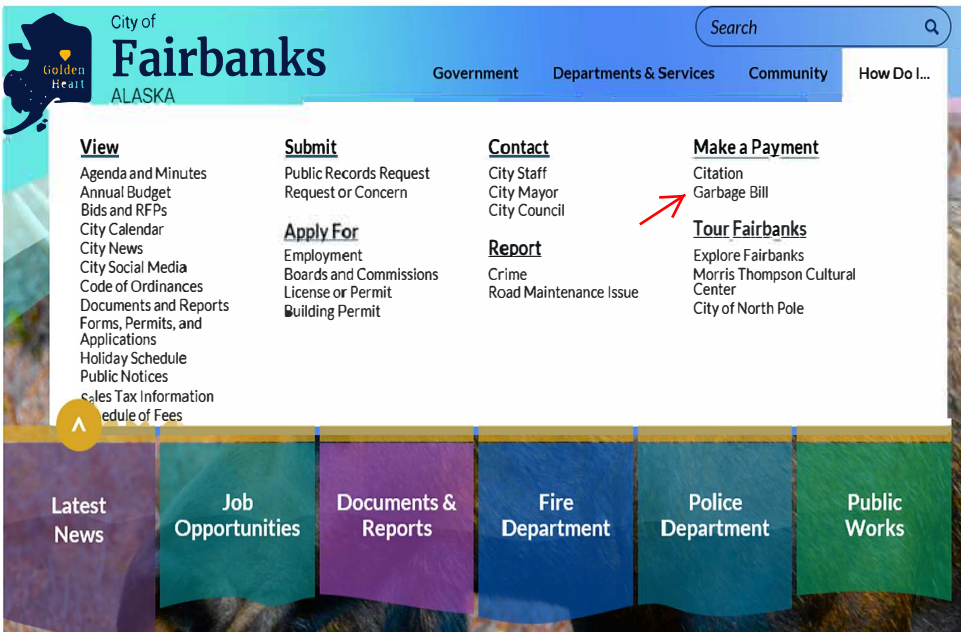 City of
Fairbanks
ALASKA
Golden
Heart
Search
Government Departments & Services Community How Do I...
View
Agenda and Minutes
Annual Budget
Bids and RFPs
City Calendar
City News
City Social Media
Code of Ordinances
Documents and Reports
Forms, Permits, and
Applications
Holiday Schedule
Public Notices
Sales Tax Information
edule of Fees
Submit
Public Records Request
Request or Concern
Apply For
Employment
Boards and Commissions
License or Permit
Building Permit
Contact
City Staff
City Mayor
City Council
Report
Crime
Road Maintenance Issue
Make a Payment
Citation
Garbage Bill
Tour Fairbanks
Explore Fairbanks
Morris Thompson Cultural
Center
City of North Pole
Latest
News
Job
Opportunities
Documents &
Reports
Fire
Department
Police
Department
Public
Works